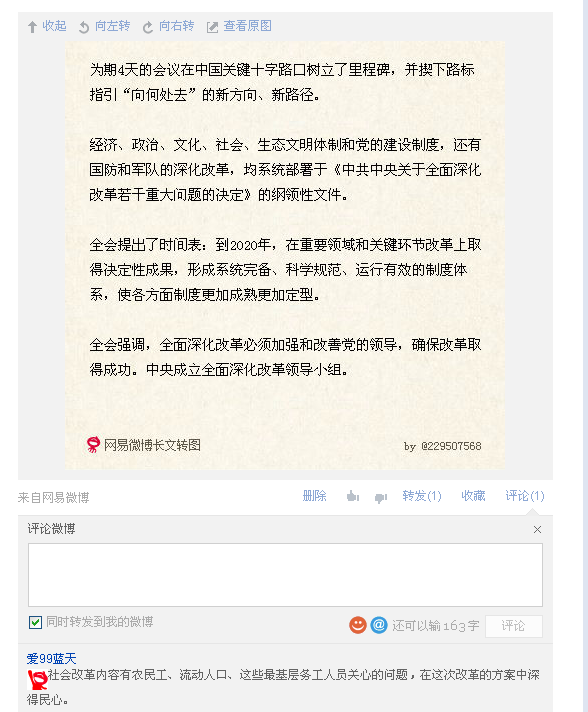 收起 向左转 向右转 查看原图
为期4天的会议在中国关键十字路口树立了里程碑，并揳下路标
指引“向何处去”的新方向、新路径。
经济、政治、文化、社会、生态文明体制和党的建设制度，还有
国防和军队的深化改革，均系统部署于《中共中央关于全面深化
改革若干重大问题的决定》的纲领性文件。
全会提出了时间表：到2020年，在重要领域和关键环节改革上取
得决定性成果，形成系统完备、科学规范、运行有效的制度体
系，使各方面制度更加成熟更加定型。
全会强调，全面深化改革必须加强和改善党的领导，确保改革取
得成功。中央成立全面深化改革领导小组。
网易微博长文转图 by @229507568
来自网易微博 删除 转发(1) 收藏 评论(1)
评论微博
同时转发到我的微博 还可以输163字 评论
爱99蓝天
社会改革内容有农民工、流动人口、这些最基层务工人员关心的问题，在这次改革的方案中深
得民心。